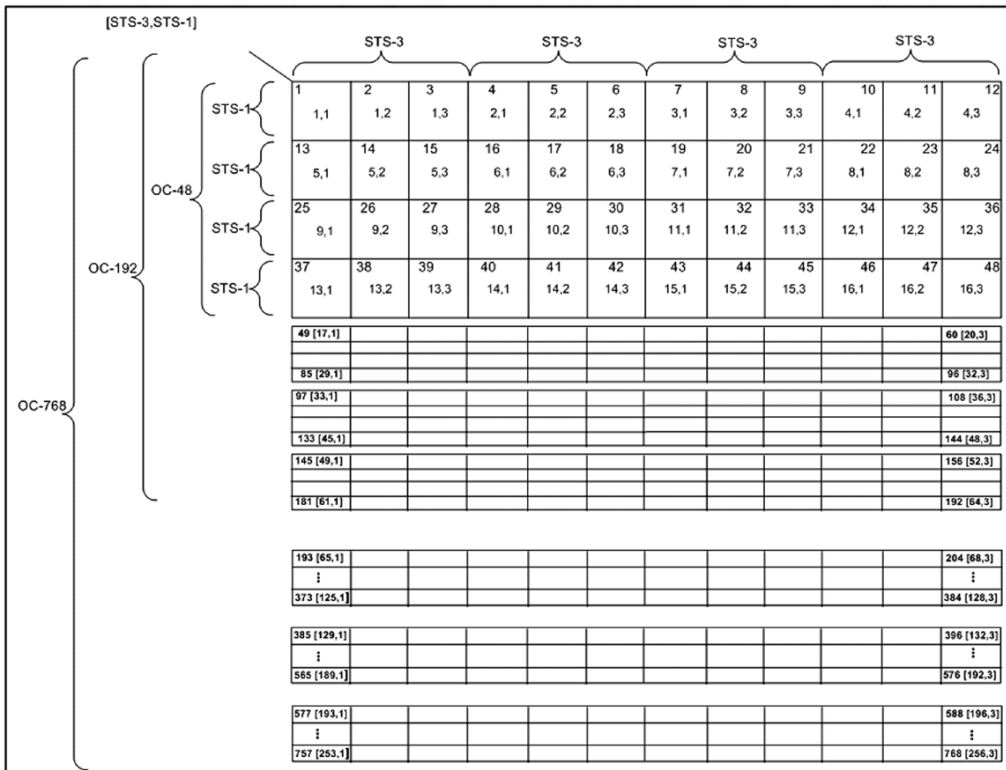 [STS-3,STS-1]
STS-3 STS-3 STS-3 STS-3
1 2 3 4 5 6 7 8 9 10 11 12
STS-1 1,1 1,2 1,3 2,1 2,2 2,3 3,1 3,2 3,3 4,1 4,2 4,3
13 14 15 16 17 18 19 20 21 22 23 24
STS-1 5,1 5,2 5,3 6,1 6,2 6,3 7,1 7,2 7,3 8,1 8,2 8,3
OC-48
25 26 27 28 29 30 31 32 33 34 35 36
STS-1 9,1 9,2 9,3 10,1 10,2 10,3 11,1 11,2 11,3 12,1 12,2 12,3
OC-192
37 38 39 40 41 42 43 44 45 46 47 48
STS-1 13,1 13,2 13,3 14,1 14,2 14,3 15,1 15,2 15,3 16,1 16,2 16,3
49 [17,1] 60 [20,3]
85 [29,1] 96 [32,3]
97 [33,1] 108 [36,3]
OC-768
133 [45,1] 144 [48,3]
145 [49,1] 156 [52,3]
181 [61,1] 192 [64,3]
193 [65,1] 204 [68,3]
⋮ ⋮
373 [125,1] 384 [128,3]
385 [129,1] 396 [132,3]
⋮ ⋮
565 [189,1] 576 [192,3]
577 [193,1] 588 [196,3]
⋮ ⋮
757 [253,1] 768 [256,3]